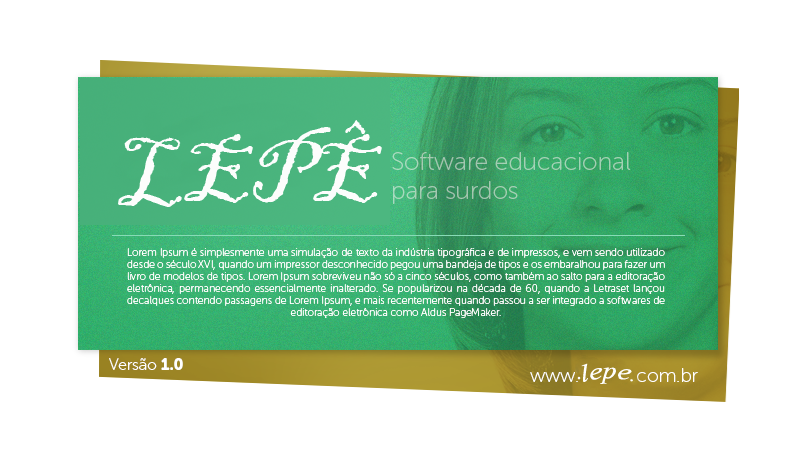 LEPÊ
Software educacional
para surdos
Lorem Ipsum é simplesmente uma simulação de texto da indústria tipográfica e de impressos, e vem sendo utilizado
desde o século XVI, quando um impressor desconhecido pegou uma bandeja de tipos e os embaralhou para fazer um
livro de modelos de tipos. Lorem Ipsum sobreviveu não só a cinco séculos, como também ao salto para a editoração
eletrônica, permanecendo essencialmente inalterado. Se popularizou na década de 60, quando a Letraset lançou
decalques contendo passagens de Lorem Ipsum, e mais recentemente quando passou a ser integrado a softwares de
editoração eletrônica como Aldus PageMaker.
Versão 1.0
www.lepe.com.br